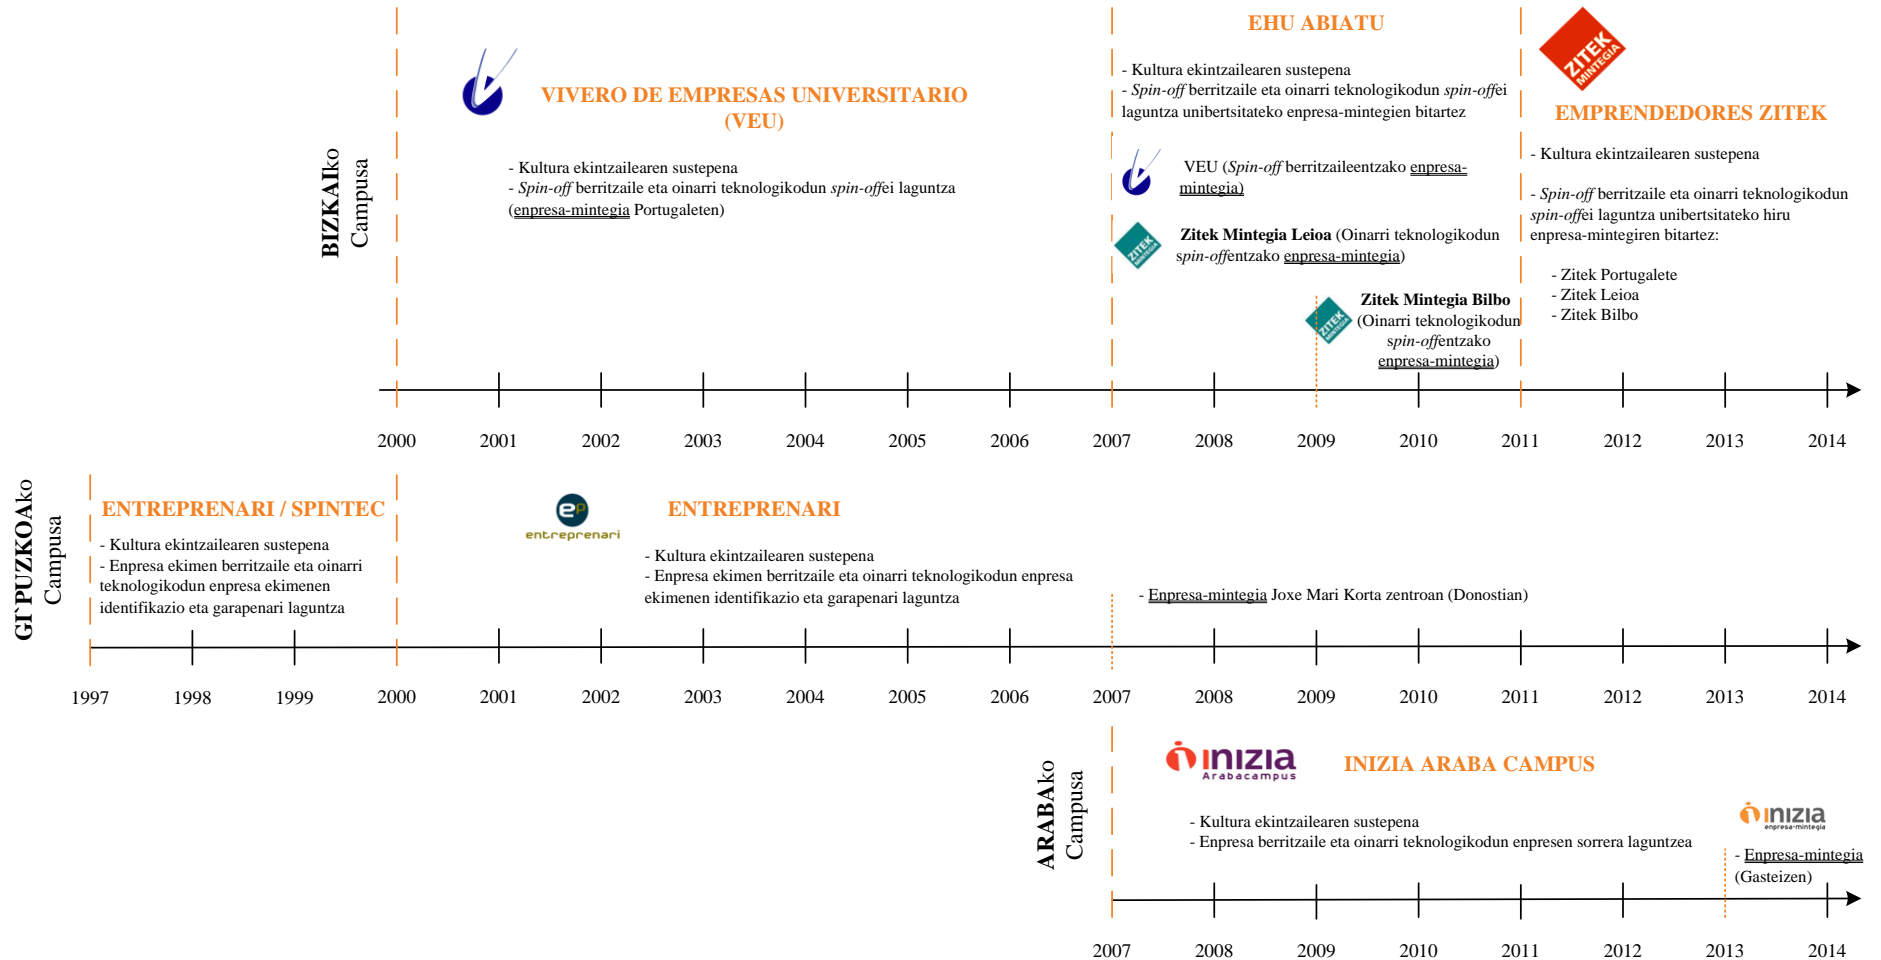 BIZKAIko
Campusa
VIVERO DE EMPRESAS UNIVERSITARIO
(VEU)
- Kultura ekintzailearen sustepena
- Spin-off berritzaile eta oinarri teknologikodun spin-offei laguntza
(enpresa-mintegia Portugaleten)
EHU ABIATU
- Kultura ekintzailearen sustepena
- Spin-off berritzaile eta oinarri teknologikodun spin-offei
laguntza unibertsitateko enpresa-mintegien bitartez
VEU (Spin-off berritzaileentzako enpresa-
mintegia)
ZITEK
MINTEGIA
Zitek Mintegia Leioa (Oinarri teknologikodun
spin-offentzako enpresa-mintegia)
ZITEK
MINTEGIA
Zitek Mintegia Bilbo
(Oinarri teknologikodun
spin-offentzako
enpresa-mintegia)
ZITEK
MINTEGIA
EMPRENDEDORES ZITEK
- Kultura ekintzailearen sustepena
- Spin-off berritzaile eta oinarri teknologikodun
spin-offei laguntza unibertsitateko hiru
enpresa-mintegiren bitartez:
- Zitek Portugalete
- Zitek Leioa
- Zitek Bilbo
2000 2001 2002 2003 2004 2005 2006 2007 2008 2009 2010 2011 2012 2013 2014
GI`PUZKOAko
Campusa
ENTREPRENARI / SPINTEC
- Kultura ekintzailearen sustepena
- Enpresa ekimen berritzaile eta oinarri
teknologikodun enpresa ekimenen
identifikazio eta garapenari laguntza
ep
entreprenari
ENTREPRENARI
- Kultura ekintzailearen sustepena
- Enpresa ekimen berritzaile eta oinarri teknologikodun enpresa
ekimenen identifikazio eta garapenari laguntza
- Enpresa-mintegia Joxe Mari Korta zentroan (Donostian)
1997 1998 1999 2000 2001 2002 2003 2004 2005 2006 2007 2008 2009 2010 2011 2012 2013 2014
ARABAko
Campusa
inizia
Arabacampus
INIZIA ARABA CAMPUS
- Kultura ekintzailearen sustepena
- Enpresa berritzaile eta oinarri teknologikodun enpresen sorrera laguntzea
inizia
enpresa-mintegia
- Enpresa-mintegia
(Gasteizen)
2007 2008 2009 2010 2011 2012 2013 2014